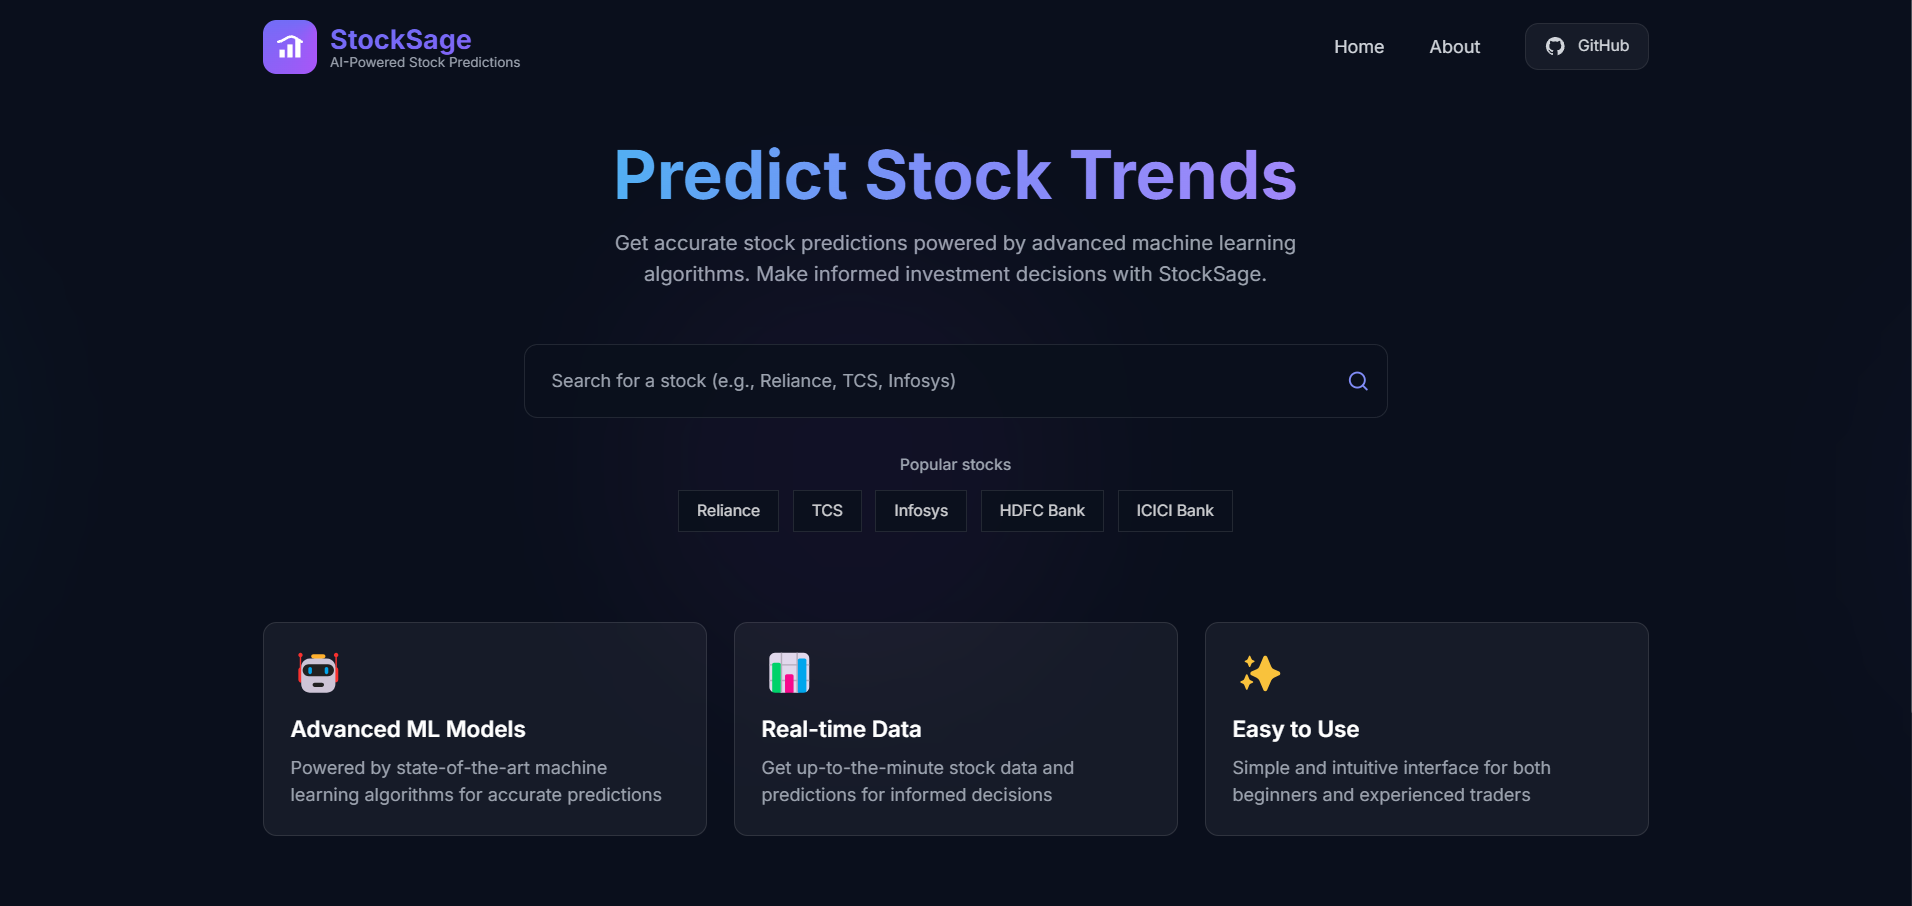 StockSage
AI-Powered Stock Predictions
Home
About
GitHub
Predict Stock Trends
Get accurate stock predictions powered by advanced machine learning
algorithms. Make informed investment decisions with StockSage.
Search for a stock (e.g., Reliance, TCS, Infosys)
Popular stocks
Reliance
TCS
Infosys
HDFC Bank
ICICI Bank
Advanced ML Models
Powered by state-of-the-art machine
learning algorithms for accurate predictions
Real-time Data
Get up-to-the-minute stock data and
predictions for informed decisions
Easy to Use
Simple and intuitive interface for both
beginners and experienced traders